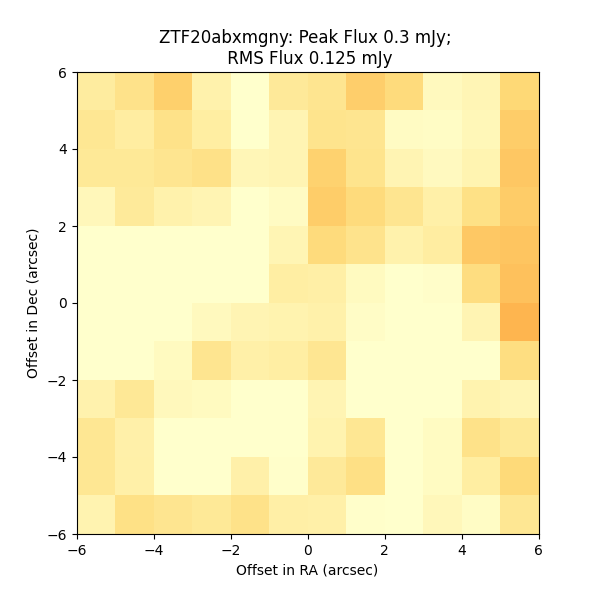 ZTF20abxmgny: Peak Flux 0.3 mJy;
RMS Flux 0.125 mJy
6
4
2
0
−2
−4
−6
Offset in Dec (arcsec)
−6 −4 −2 0 2 4 6
Offset in RA (arcsec)